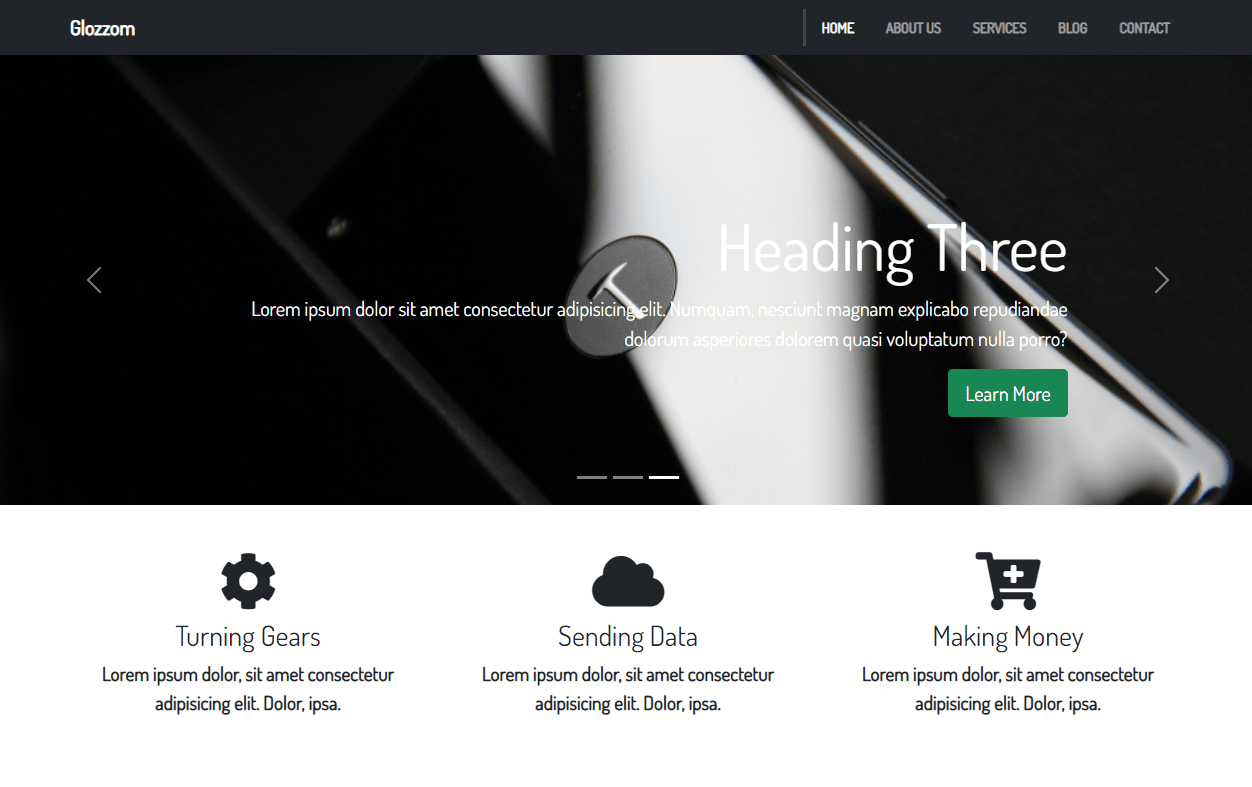 Glozzom
HOME ABOUT US SERVICES BLOG CONTACT
Heading Three
Lorem ipsum dolor sit amet consectetur adipisicing elit. Numquam, nesciunt magnam explicabo repudiandae
dolorum asperiores dolorem quasi voluptatum nulla porro?
Learn More
Turning Gears
Lorem ipsum dolor, sit amet consectetur
adipisicing elit. Dolor, ipsa.
Sending Data
Lorem ipsum dolor, sit amet consectetur
adipisicing elit. Dolor, ipsa.
Making Money
Lorem ipsum dolor, sit amet consectetur
adipisicing elit. Dolor, ipsa.